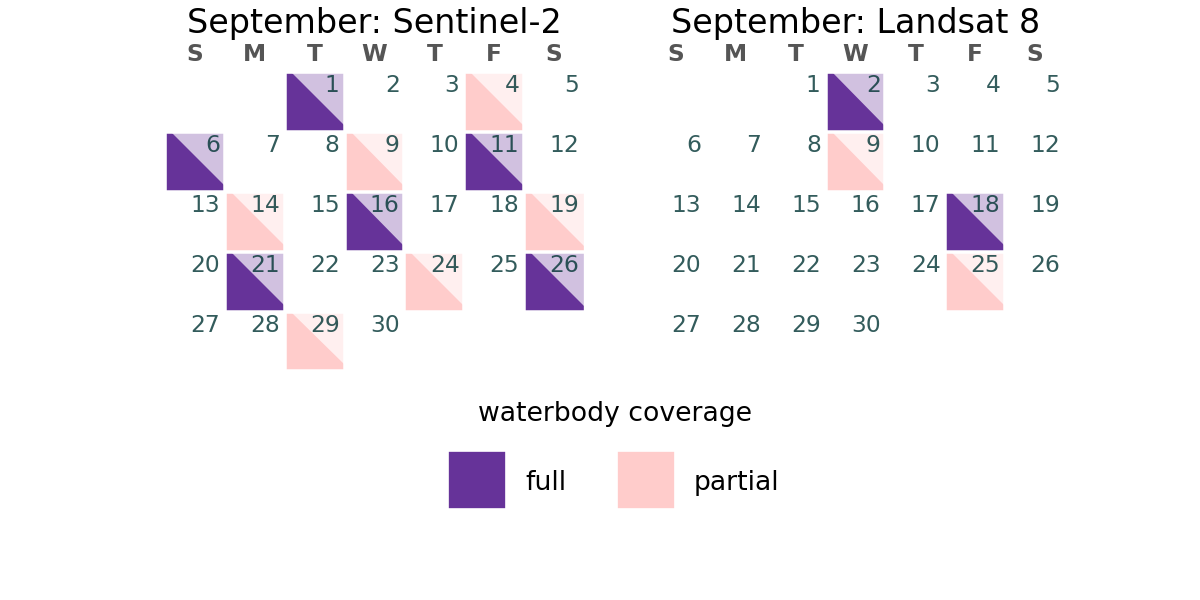 September: Sentinel-2
S M T W T F S
1 2 3 4 5
6 7 8 9 10 11 12
13 14 15 16 17 18 19
20 21 22 23 24 25 26
27 28 29 30
September: Landsat 8
S M T W T F S
1 2 3 4 5
6 7 8 9 10 11 12
13 14 15 16 17 18 19
20 21 22 23 24 25 26
27 28 29 30
waterbody coverage
full
partial